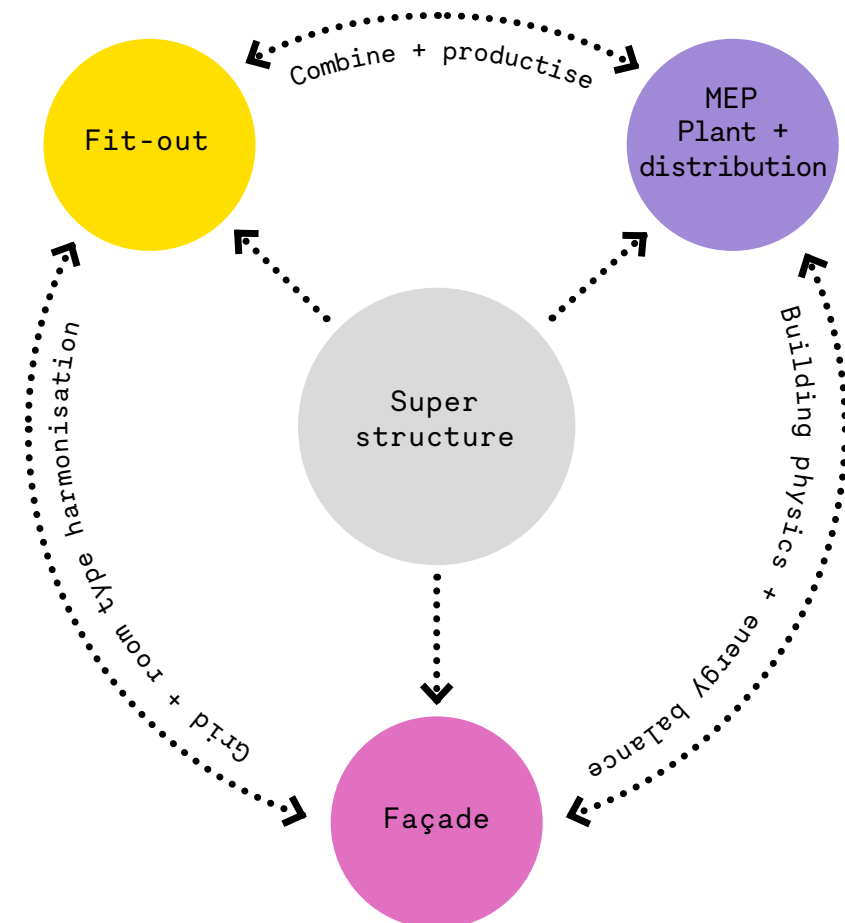 Combine + productise
Fit-out
MEP
Plant +
distribution
Grid + room type harmonisation
Super
structure
Building physics + energy balance
Façade